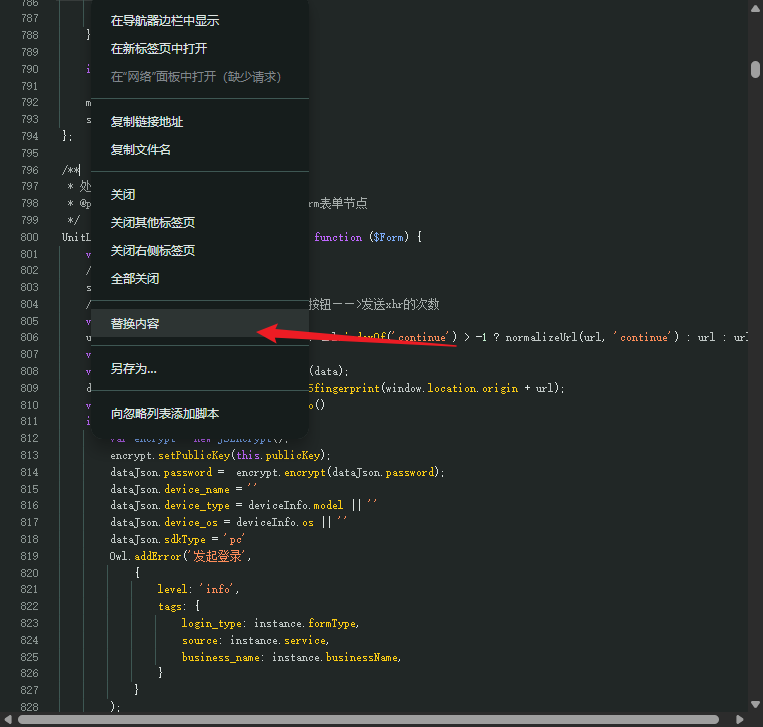 786
787
788 }
789
790 i
791
792 m
793 s
794 };
795
796 /**
797 * 处
798 * @p rm表单节点
799 */
800 UnitL function ($Form) {
801 v
802 /
803 s
804 / 按钮——>发送xhr的次数
805 v
806 u indexOf('continue') > -1 ? normalizeUrl(url, 'continue') : url : url
807 v
808 v (data);
809 d 5fingerprint(window.location.origin + url);
810 v o()
811 i
812 var encrypt = new JSEncrypt();
813 encrypt.setPublicKey(this.publicKey);
814 dataJson.password = encrypt.encrypt(dataJson.password);
815 dataJson.device_name = ''
816 dataJson.device_type = deviceInfo.model || ''
817 dataJson.device_os = deviceInfo.os || ''
818 dataJson.sdkType = 'pc'
819 Owl.addError('发起登录',
820 {
821 level: 'info',
822 tags: {
823 login_type: instance.formType,
824 source: instance.service,
825 business_name: instance.businessName,
826 }
827 }
828 );
在导航器边栏中显示
在新标签页中打开
在"网络"面板中打开（缺少请求）
复制链接地址
复制文件名
关闭
关闭其他标签页
关闭右侧标签页
全部关闭
替换内容
另存为...
向忽略列表添加脚本